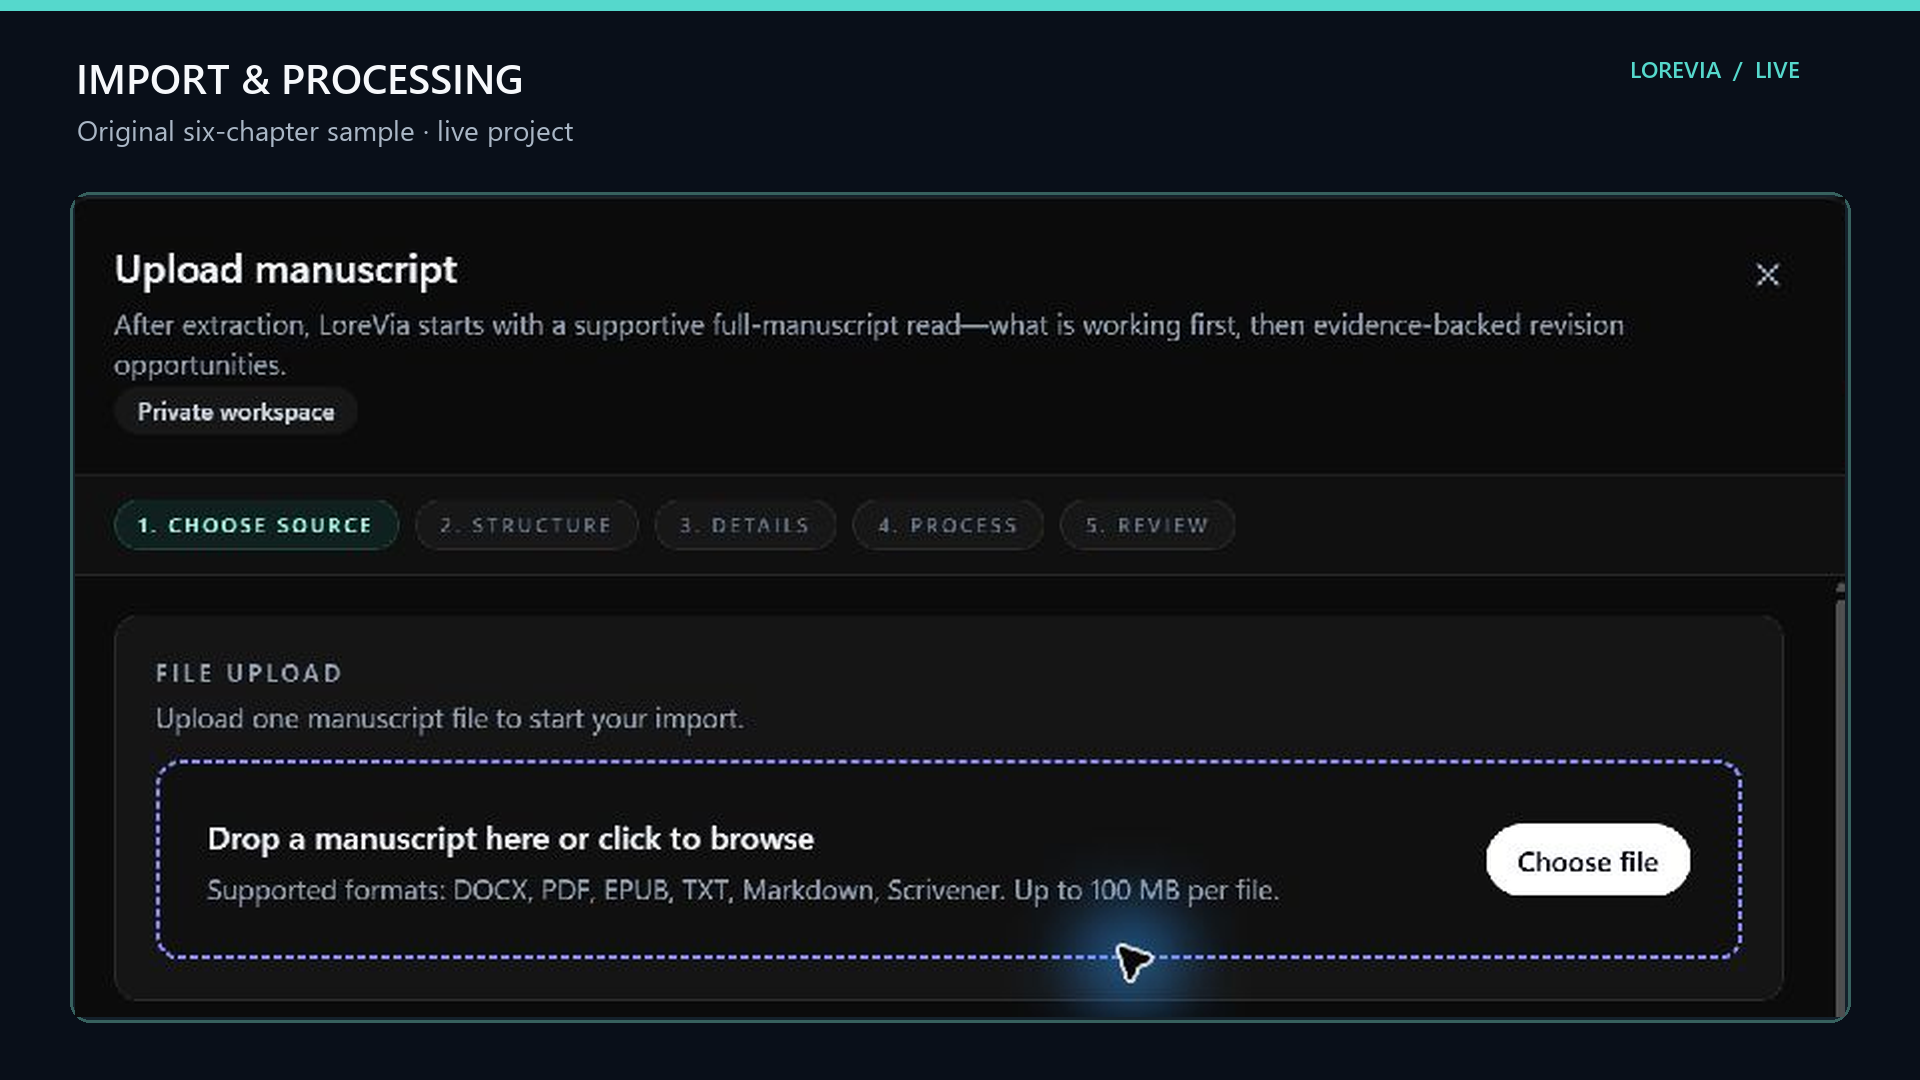 IMPORT & PROCESSING
LOREVIA / LIVE
Original six-chapter sample · live project
Upload manuscript
After extraction, LoreVia starts with a supportive full-manuscript read—what is working first, then evidence-backed revision
opportunities.
Private workspace
1. CHOOSE SOURCE
2. STRUCTURE
3. DETAILS
4. PROCESS
5. REVIEW
FILE UPLOAD
Upload one manuscript file to start your import.
Drop a manuscript here or click to browse
Choose file
Supported formats: DOCX, PDF, EPUB, TXT, Markdown, Scrivener. Up to 100 MB per file.